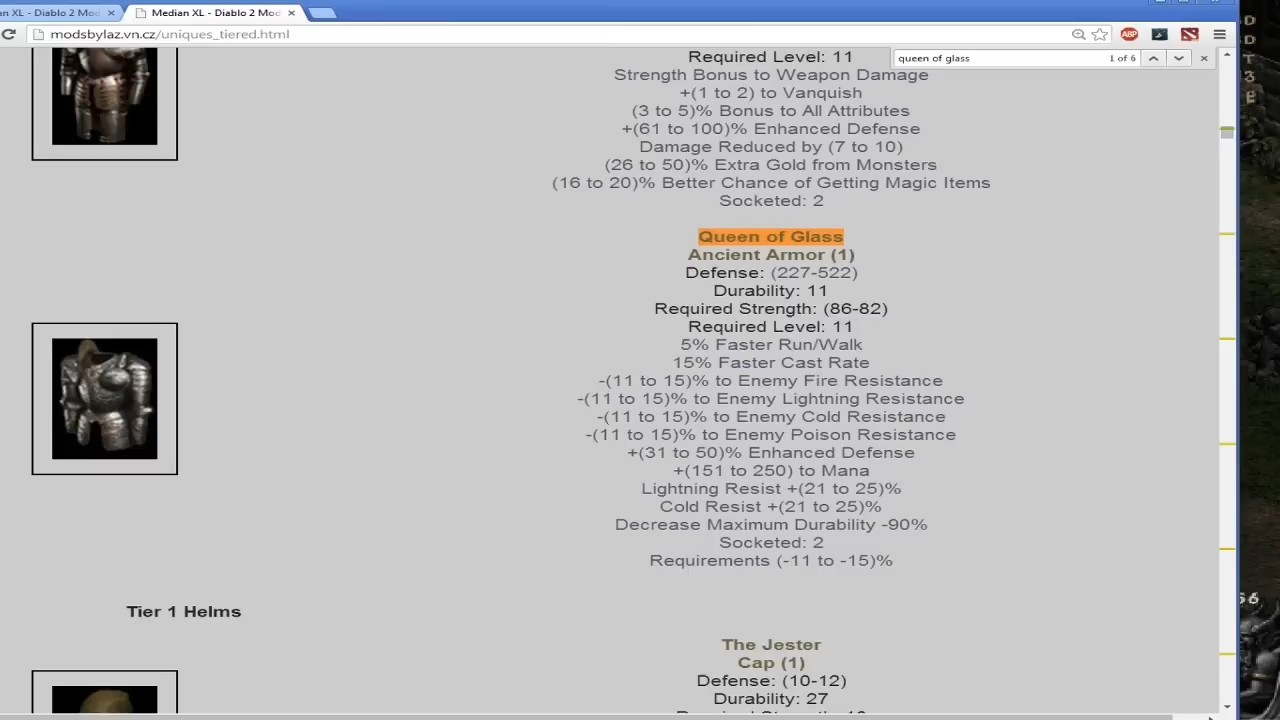 n XL - Diablo 2 Mod
Median XL - Diablo 2 Mod
modsbylaz.vn.cz/uniques_tiered.html
ABP
queen of glass
1 of 6
Required Level: 11
Strength Bonus to Weapon Damage
+(1 to 2) to Vanquish
(3 to 5)% Bonus to All Attributes
+(61 to 100)% Enhanced Defense
Damage Reduced by (7 to 10)
(26 to 50)% Extra Gold from Monsters
(16 to 20)% Better Chance of Getting Magic Items
Socketed: 2
Queen of Glass
Ancient Armor (1)
Defense: (227-522)
Durability: 11
Required Strength: (86-82)
Required Level: 11
5% Faster Run/Walk
15% Faster Cast Rate
-(11 to 15)% to Enemy Fire Resistance
-(11 to 15)% to Enemy Lightning Resistance
-(11 to 15)% to Enemy Cold Resistance
-(11 to 15)% to Enemy Poison Resistance
+(31 to 50)% Enhanced Defense
+(151 to 250) to Mana
Lightning Resist +(21 to 25)%
Cold Resist +(21 to 25)%
Decrease Maximum Durability -90%
Socketed: 2
Requirements (-11 to -15)%
Tier 1 Helms
The Jester
Cap (1)
Defense: (10-12)
Durability: 27